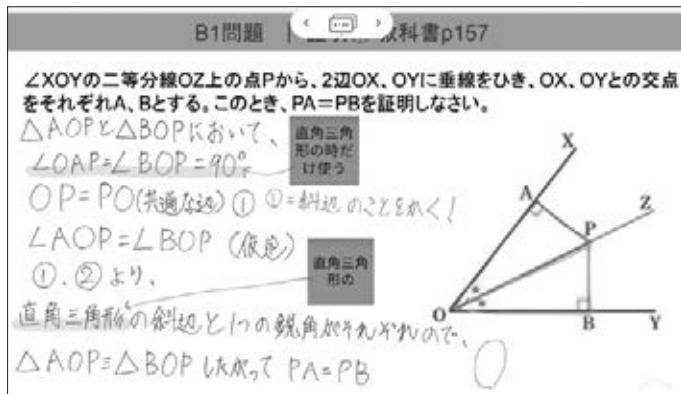 B1問題 | 教科書p157
∠XOYの二等分線OZ上の点Pから、2辺OX、OYに垂線をひき、OX、OYとの交点
をそれぞれA、Bとする。このとき、PA＝PBを証明しなさい。
△AOPと△BOPにおいて、
∠OAP=∠BOP=90°
直角三角
形の時だ
け使う
OP=PO(共通な辺)① ①=斜辺のことをかく!
∠AOP=∠BOP (仮定)
①.②より、
直角三角
形の
直角三角形の斜辺と1つの鋭角がそれぞれので、
△AOP≡△BOP したがって PA=PB
X
A
P
Z
O
B
Y